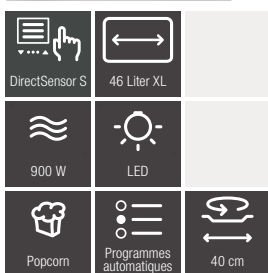 DirectSensor S
46 Liter XL
900 W
LED
Popcorn
Programmes
automatiques
40 cm